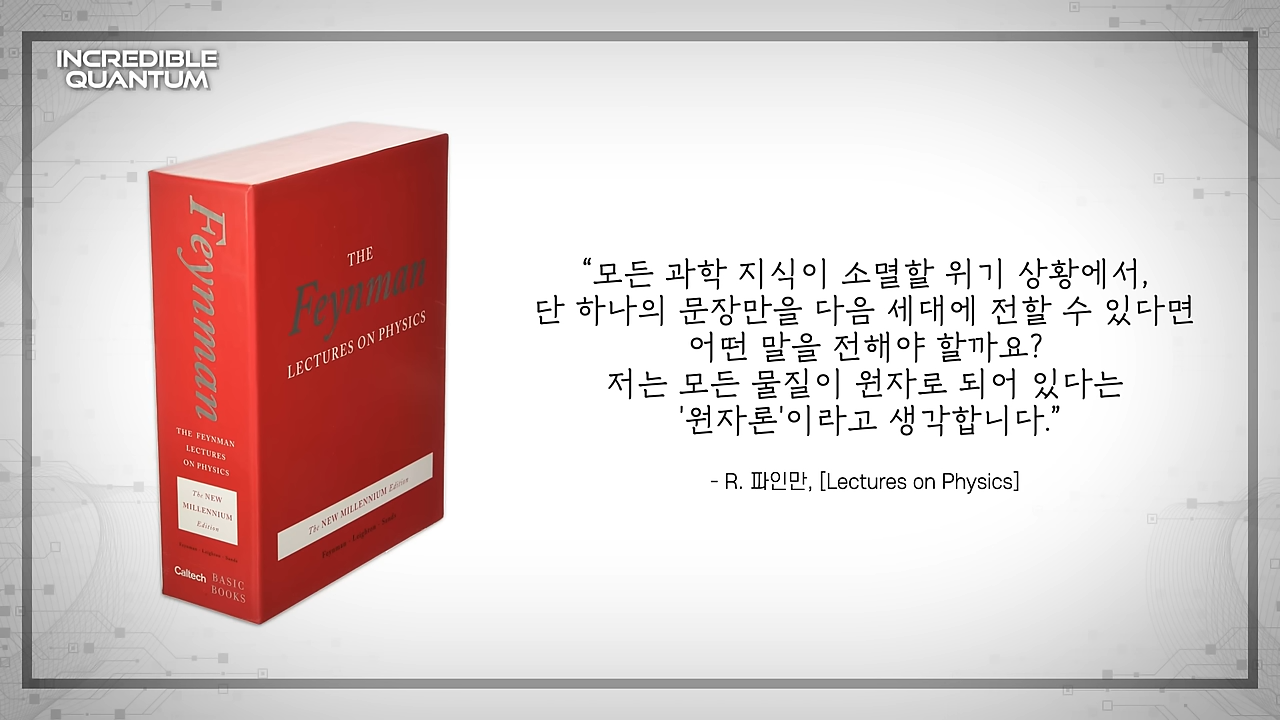 INCREDIBLE
QUANTUM
Feynman
THE FEYNMAN
LECTURES
ON PHYSICS
The NEW
MILLENNIUM
Edition
Feynman · Leighton · Sands
Caltech
BASIC
BOOKS
THE
Feynman
LECTURES ON PHYSICS
The NEW MILLENNIUM Edition
Feynman · Leighton · Sands
“모든 과학 지식이 소멸할 위기 상황에서,
단 하나의 문장만을 다음 세대에 전할 수 있다면
어떤 말을 전해야 할까요?
저는 모든 물질이 원자로 되어 있다는
'원자론'이라고 생각합니다.”
- R. 파인만, [Lectures on Physics]